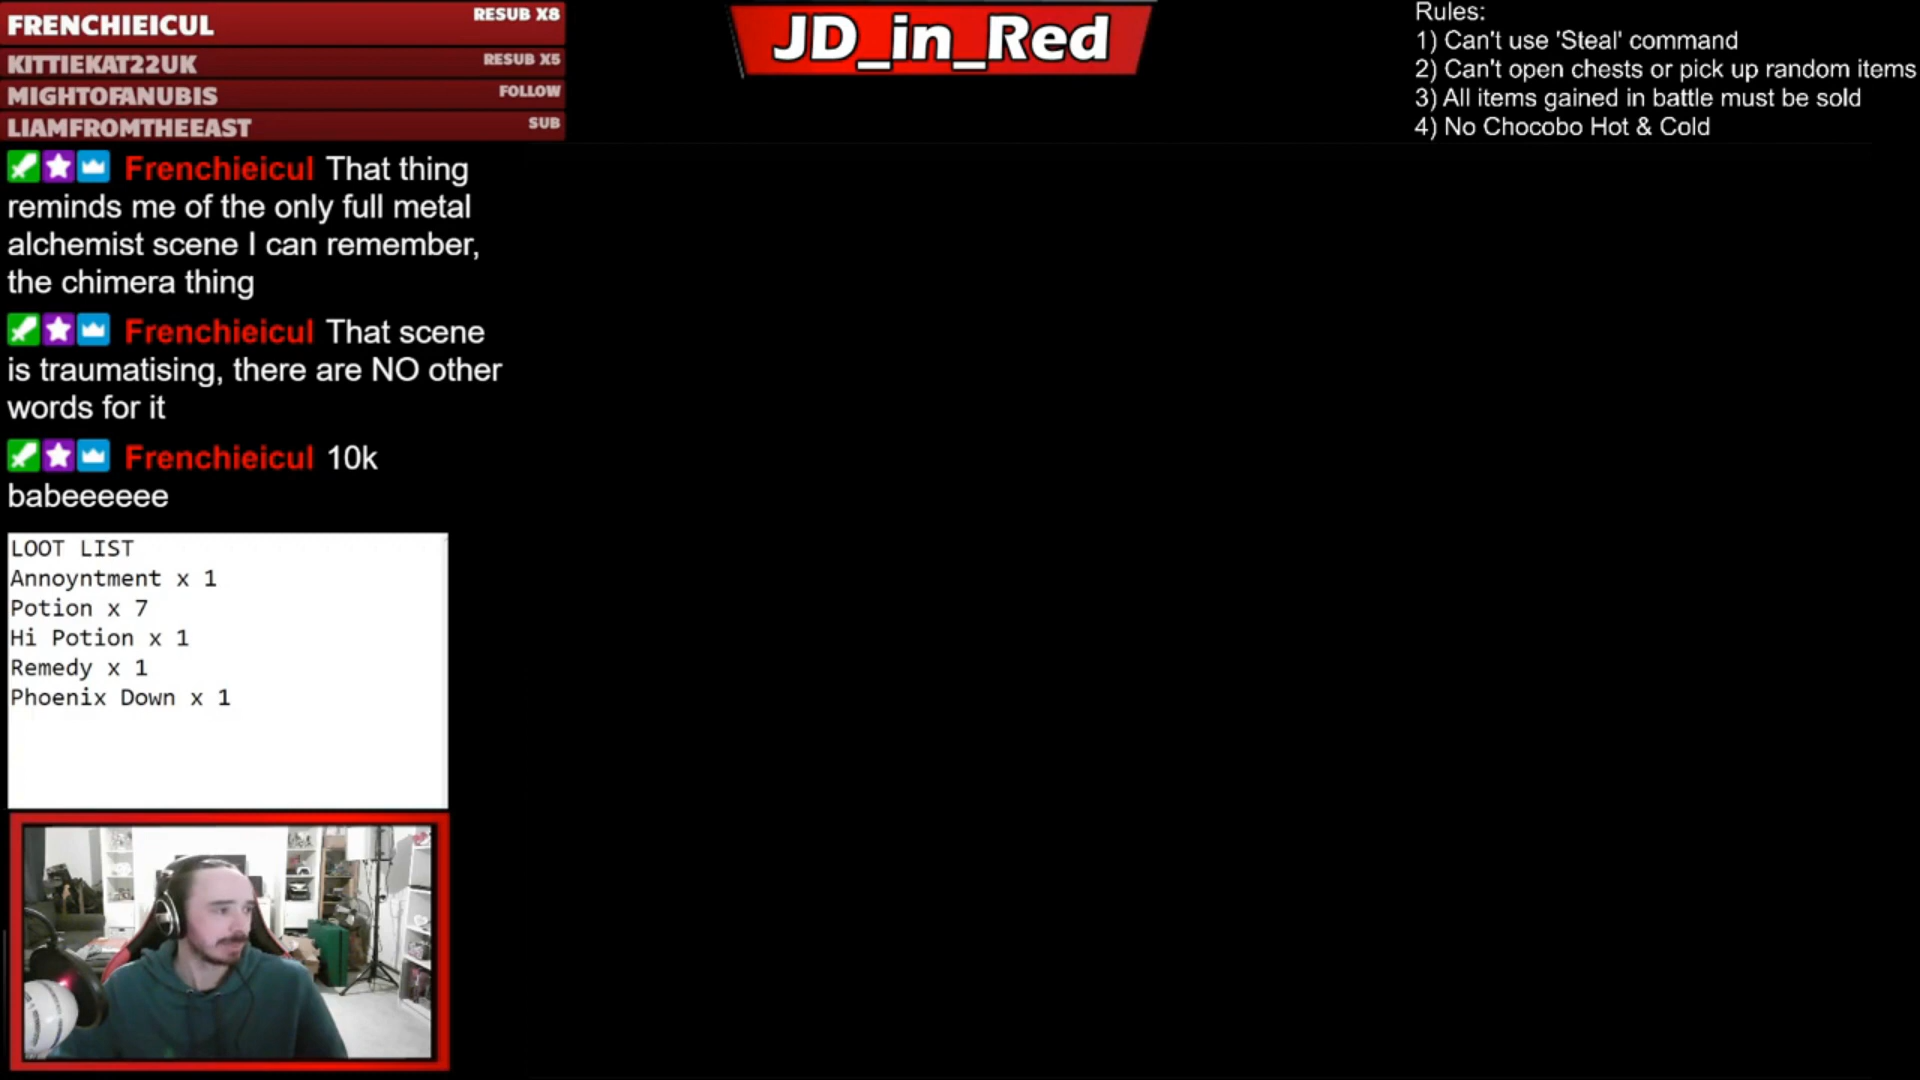 FRENCHIEICUL RESUB X8
KITTIEKAT22UK RESUB X5
MIGHTOFANUBIS FOLLOW
LIAMFROMTHEEAST SUB
JD_in_Red
Rules:
1) Can't use 'Steal' command
2) Can't open chests or pick up random items
3) All items gained in battle must be sold
4) No Chocobo Hot & Cold
Frenchieicul That thing
reminds me of the only full metal
alchemist scene I can remember,
the chimera thing
Frenchieicul That scene
is traumatising, there are NO other
words for it
Frenchieicul 10k
babeeeeee
LOOT LIST
Annoyntment x 1
Potion x 7
Hi Potion x 1
Remedy x 1
Phoenix Down x 1